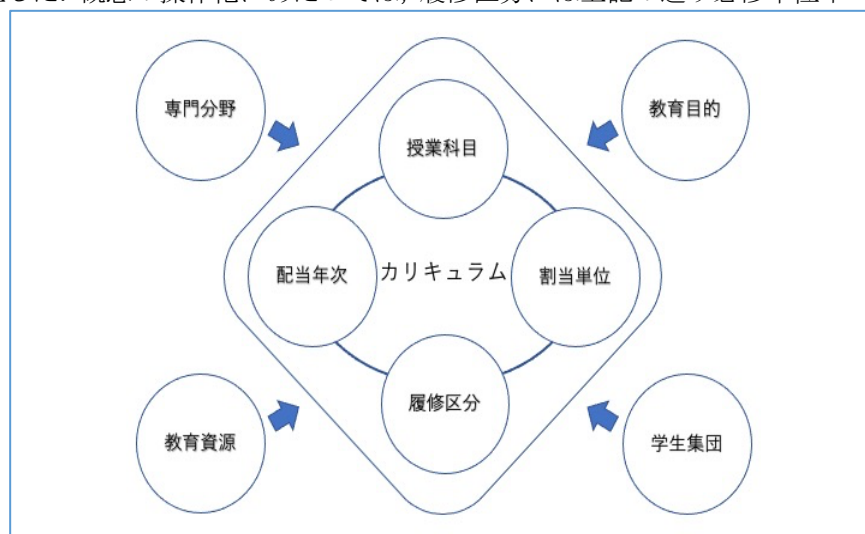 専門分野
教育目的
授業科目
配当年次
カリキュラム
割当単位
履修区分
教育資源
学生集団